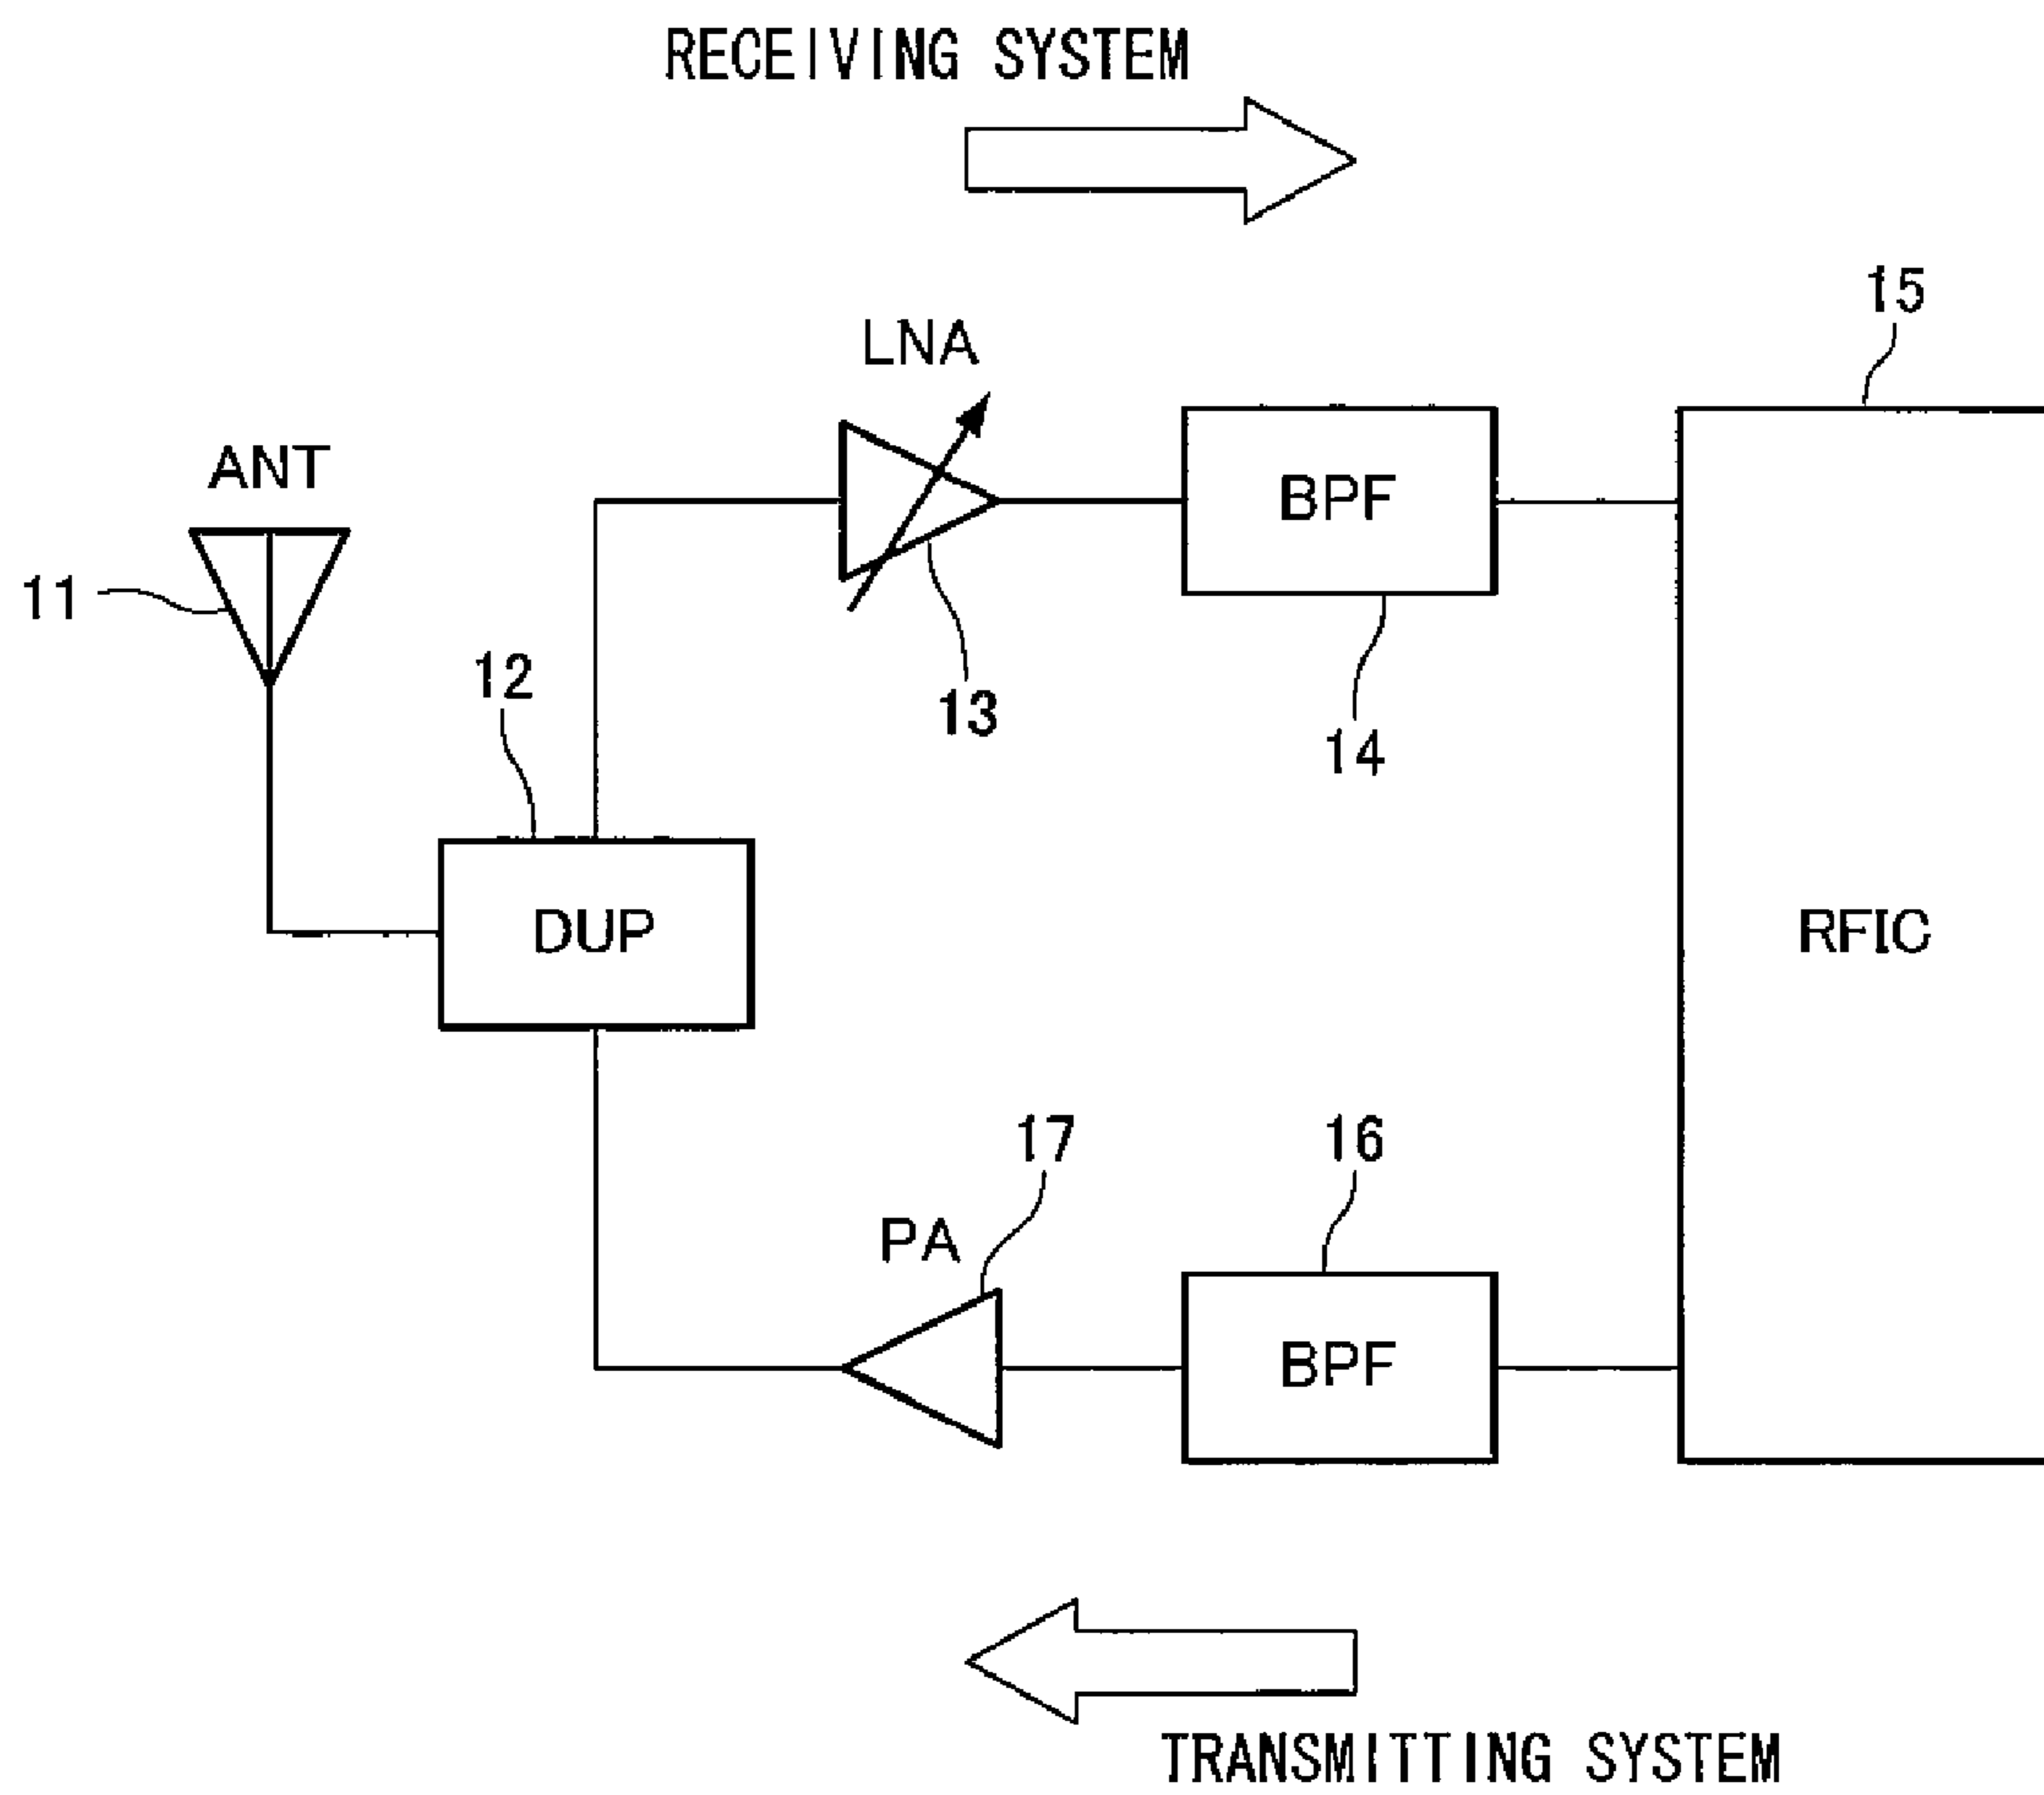 RECEIVING SYSTEM
15
LNA
ANT
BPF
11
12
13
14
DUP
RFIC
17
16
PA
BPF
TRANSMITTING SYSTEM